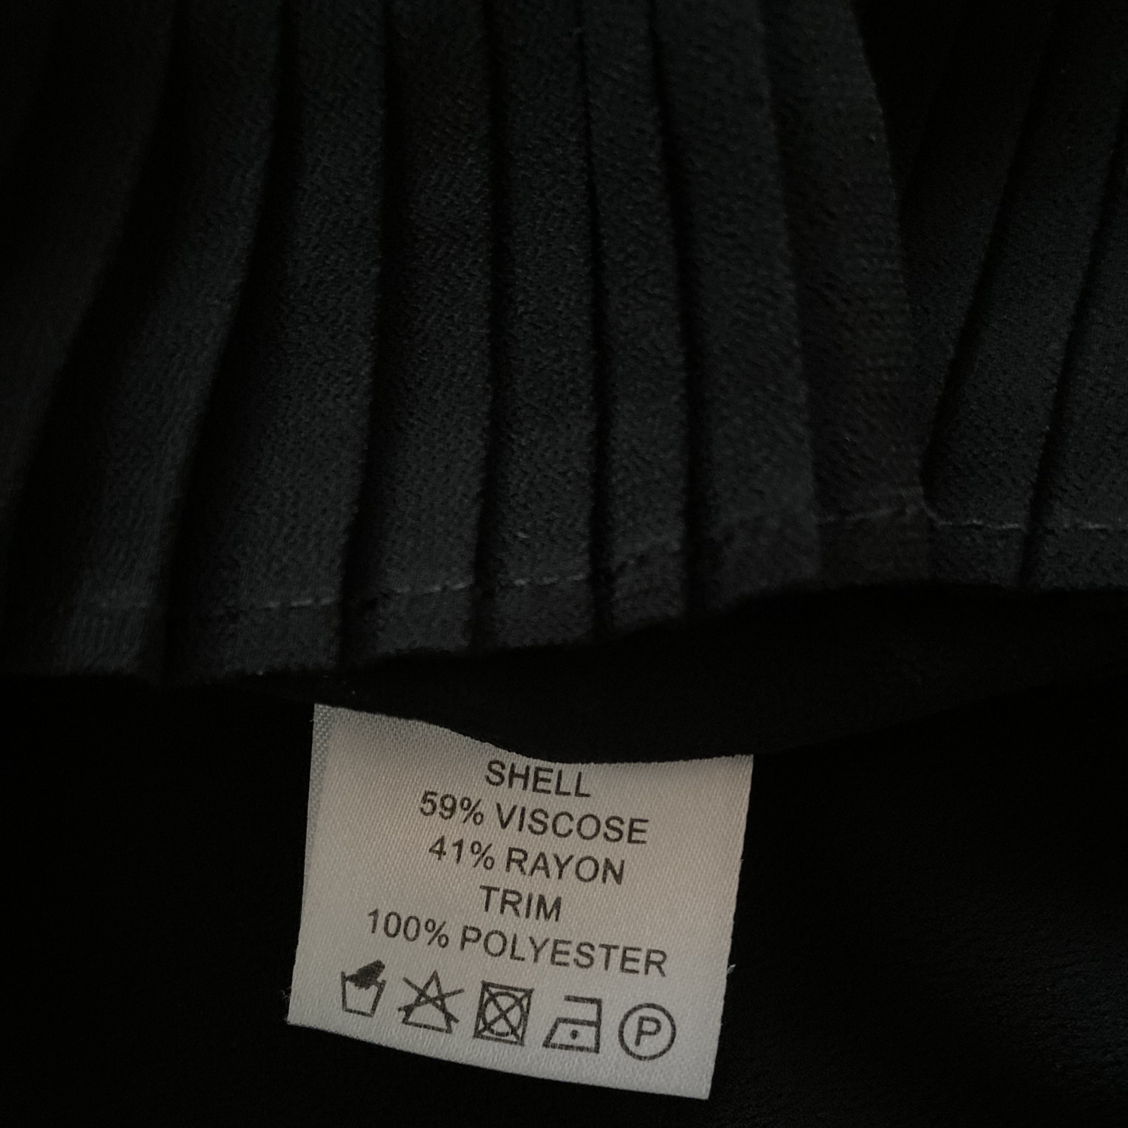 SHELL
59% VISCOSE
41% RAYON
TRIM
100% POLYESTER
P